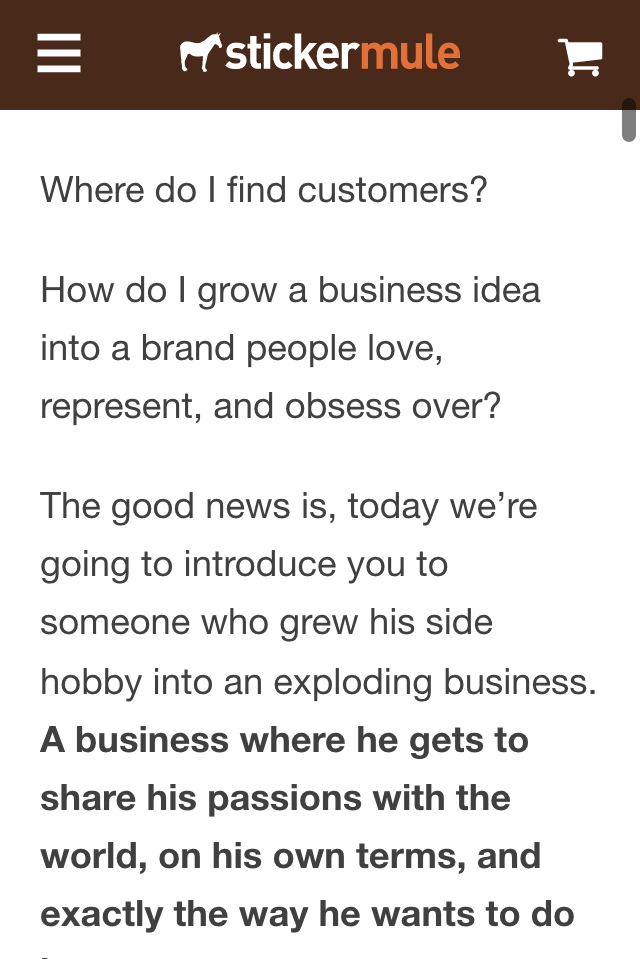 stickermule
Where do I find customers?
How do I grow a business idea
into a brand people love,
represent, and obsess over?
The good news is, today we’re
going to introduce you to
someone who grew his side
hobby into an exploding business.
A business where he gets to
share his passions with the
world, on his own terms, and
exactly the way he wants to do